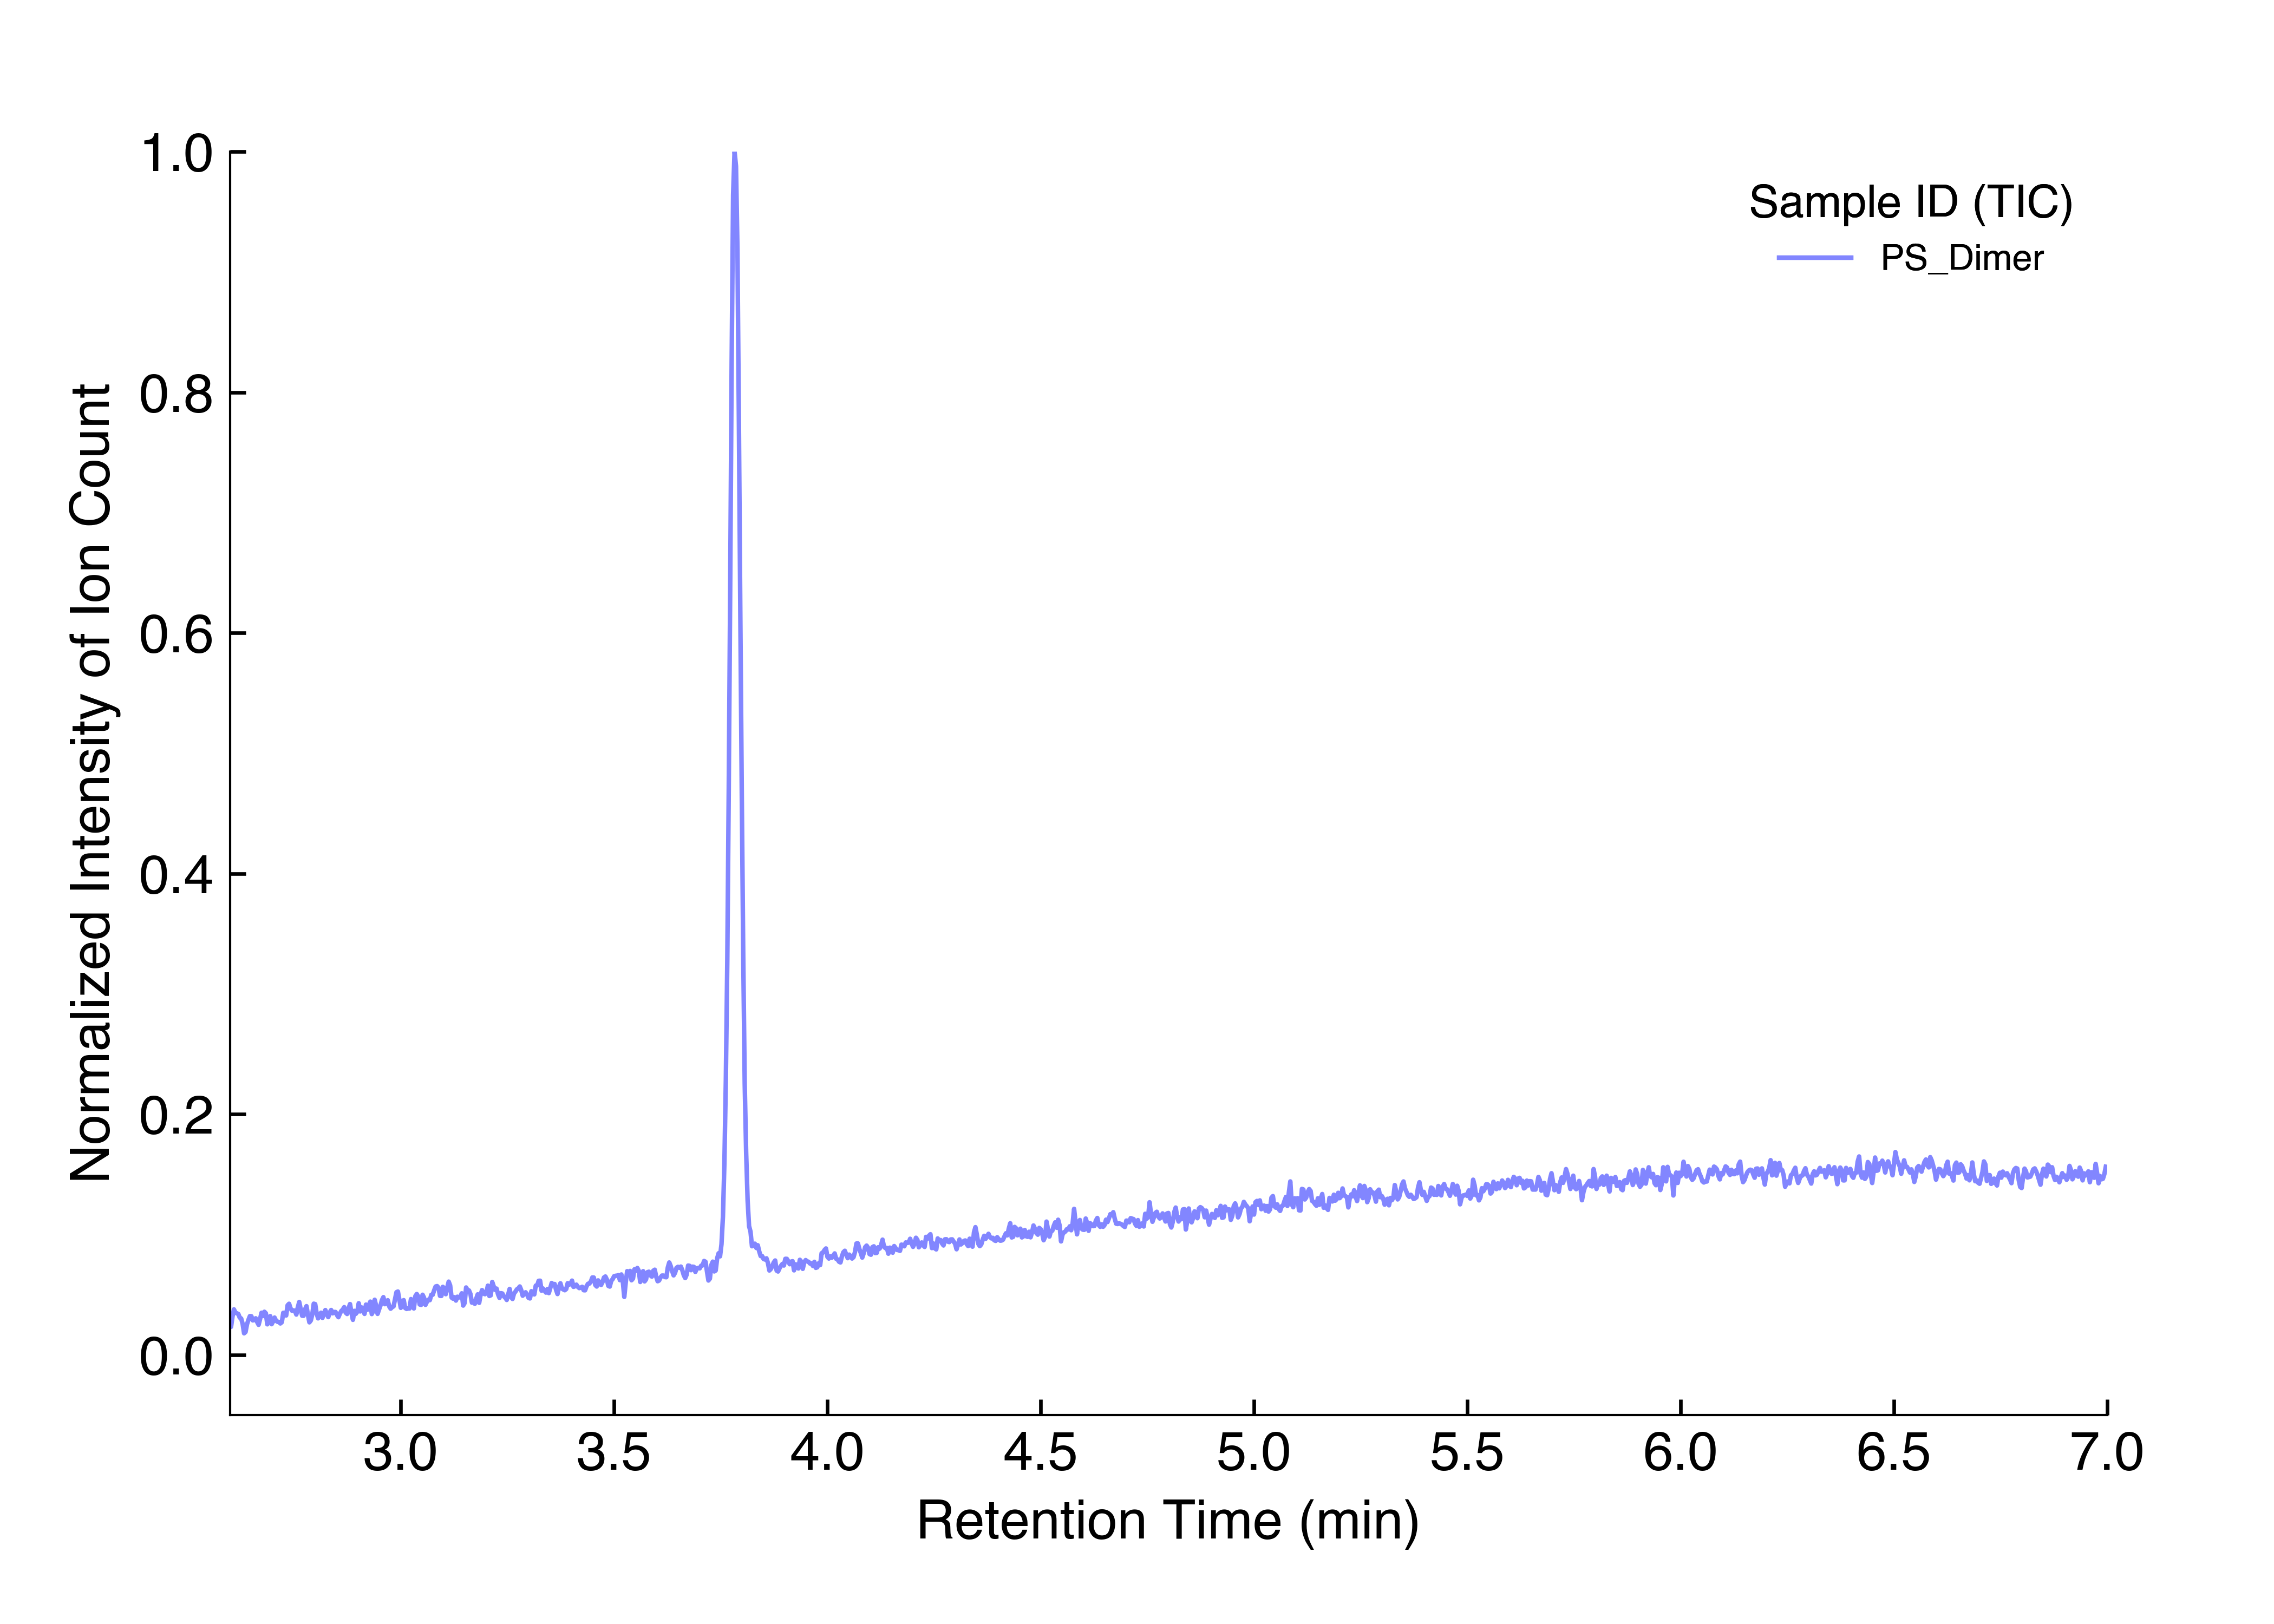 Normalized Intensity of Ion Count
1.0
0.8
0.6
0.4
0.2
0.0
Sample ID (TIC)
PS_Dimer
3.0 3.5 4.0 4.5 5.0 5.5 6.0 6.5 7.0
Retention Time (min)